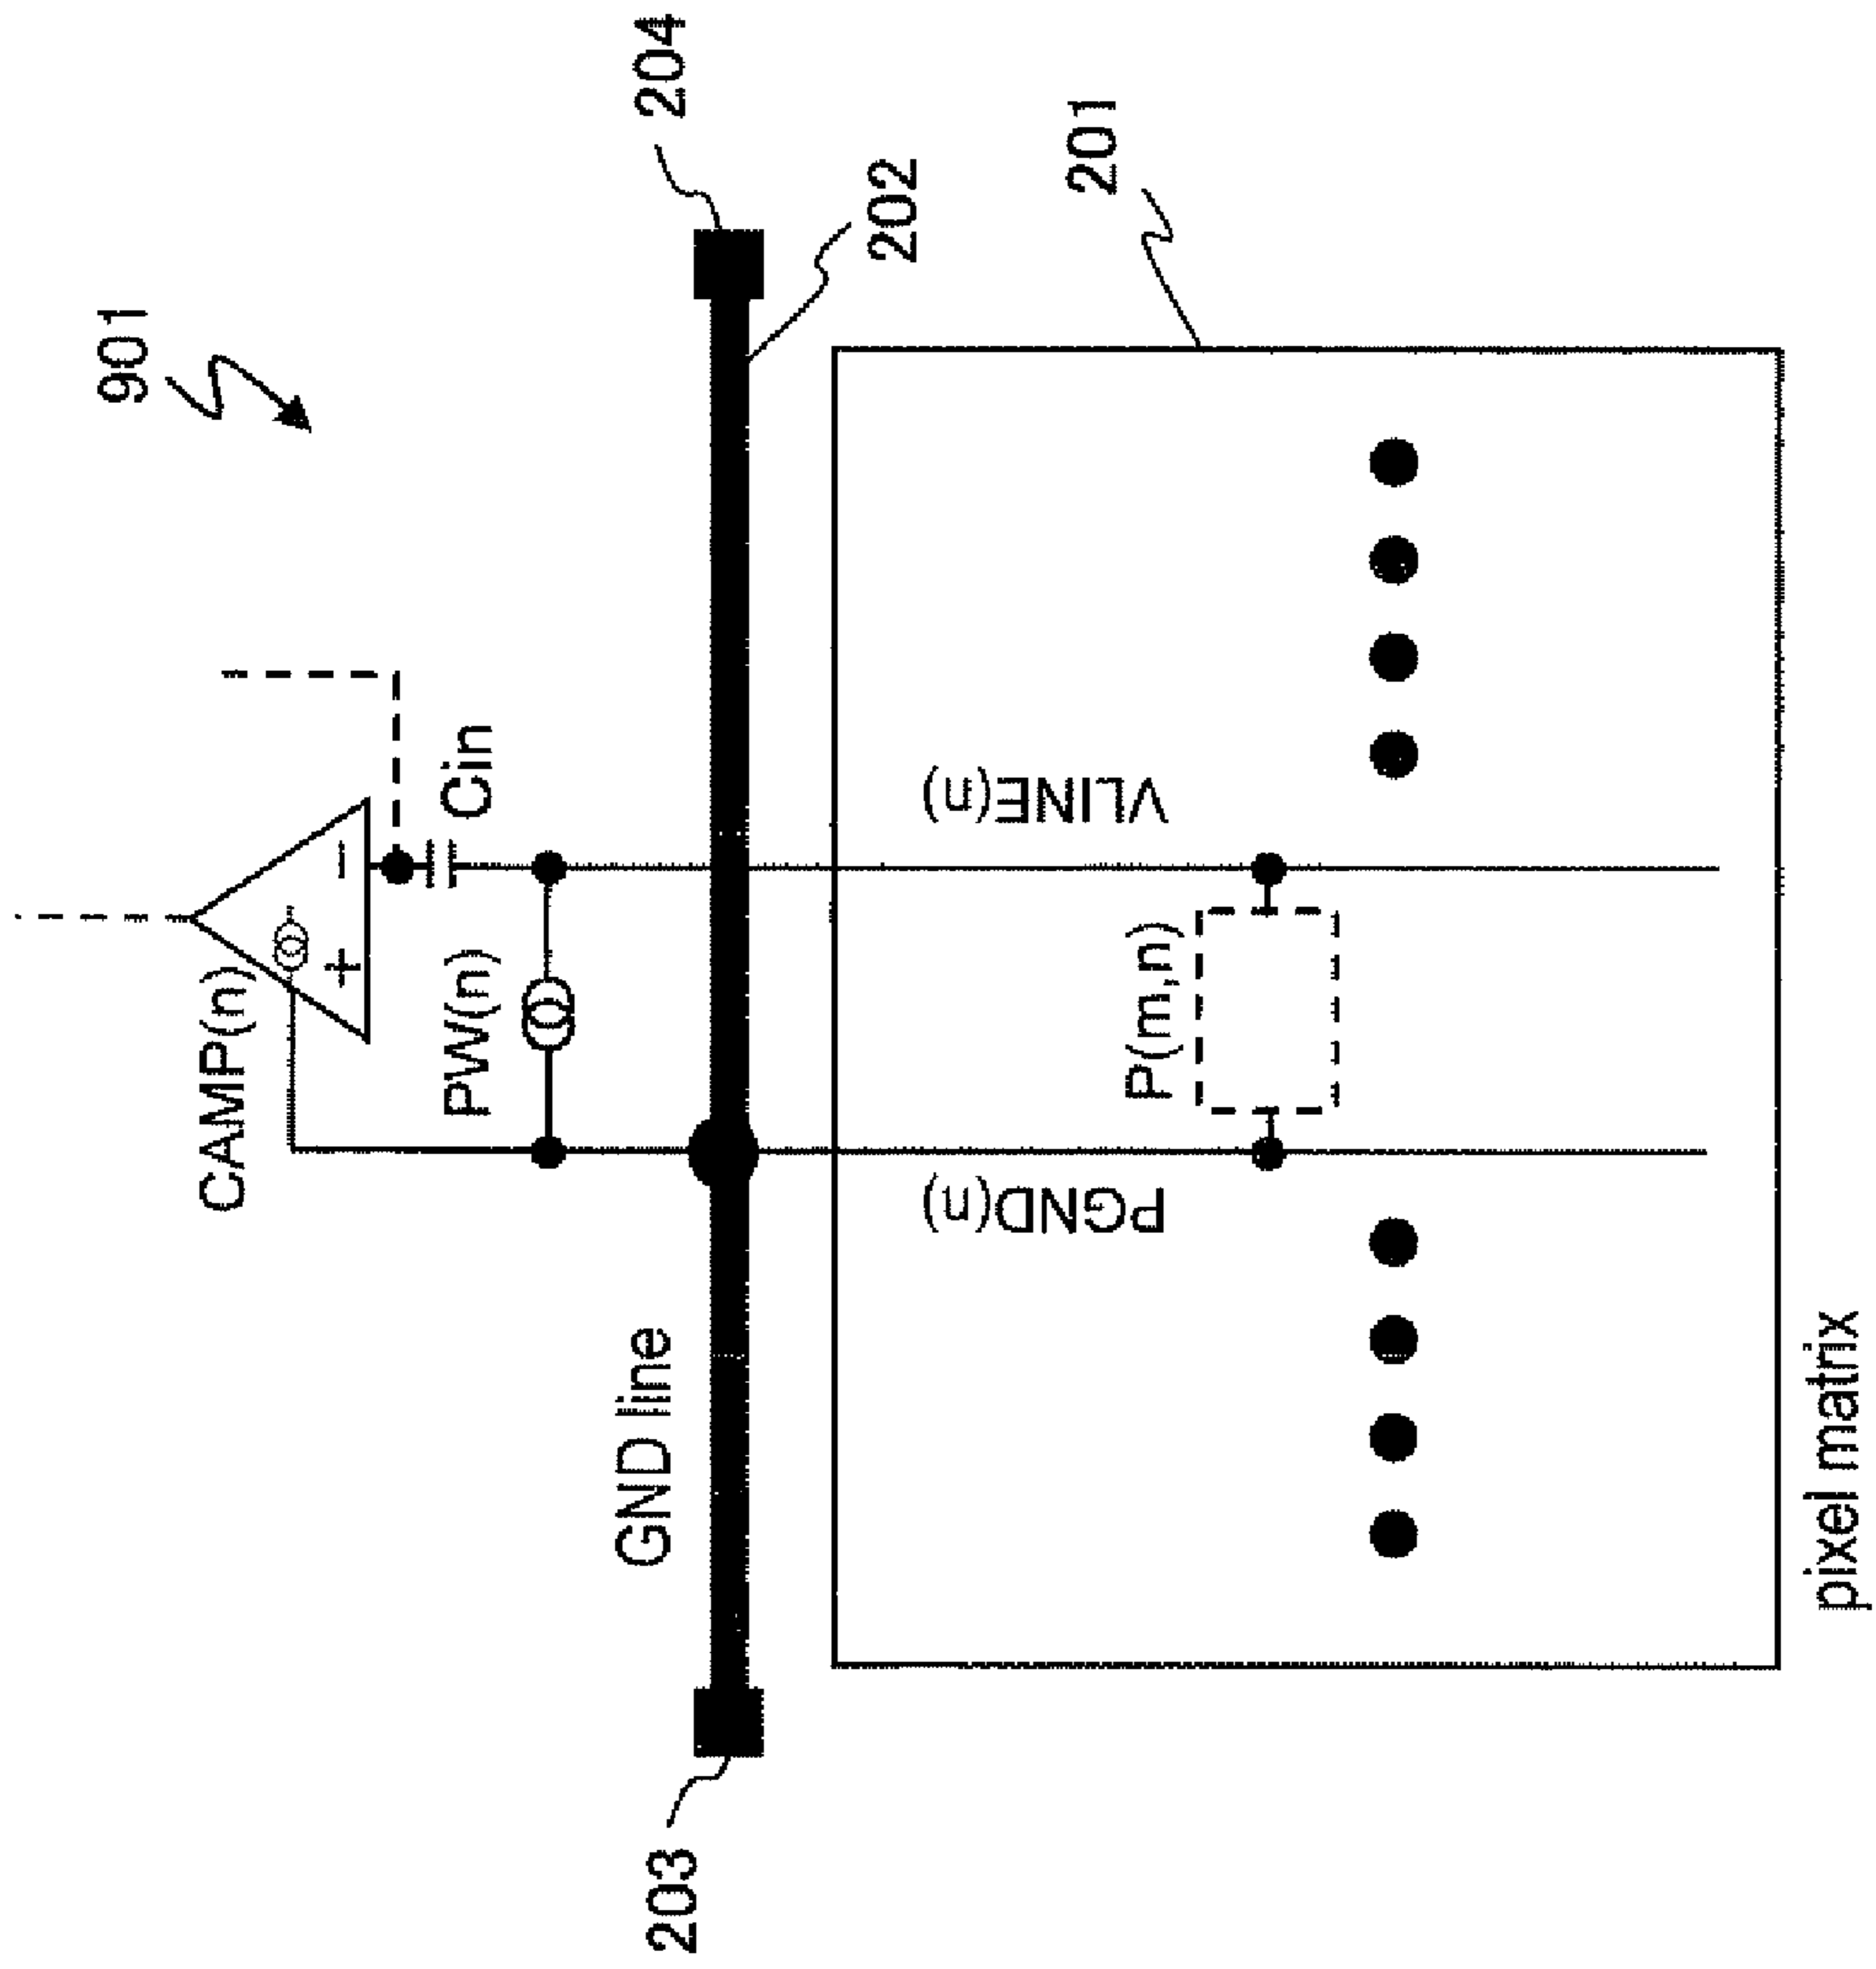 901
204
202
201
CAMP(n)
PW(n)
Cin
+
−
GND line
203
VLINE(n)
PGND(n)
P(m,n)
pixel matrix